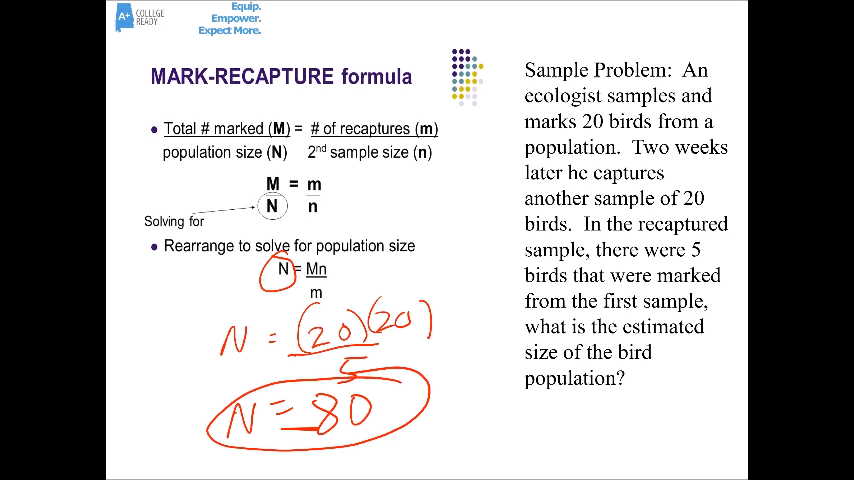 A+ COLLEGE
READY
Equip.
Empower.
Expect More.
MARK-RECAPTURE formula
• Total # marked (M) = # of recaptures (m)
population size (N) 2nd sample size (n)
M = m
N n
Solving for
• Rearrange to solve for population size
N = Mn
m
N = (20)(20)
5
N = 80
Sample Problem: An
ecologist samples and
marks 20 birds from a
population. Two weeks
later he captures
another sample of 20
birds. In the recaptured
sample, there were 5
birds that were marked
from the first sample,
what is the estimated
size of the bird
population?